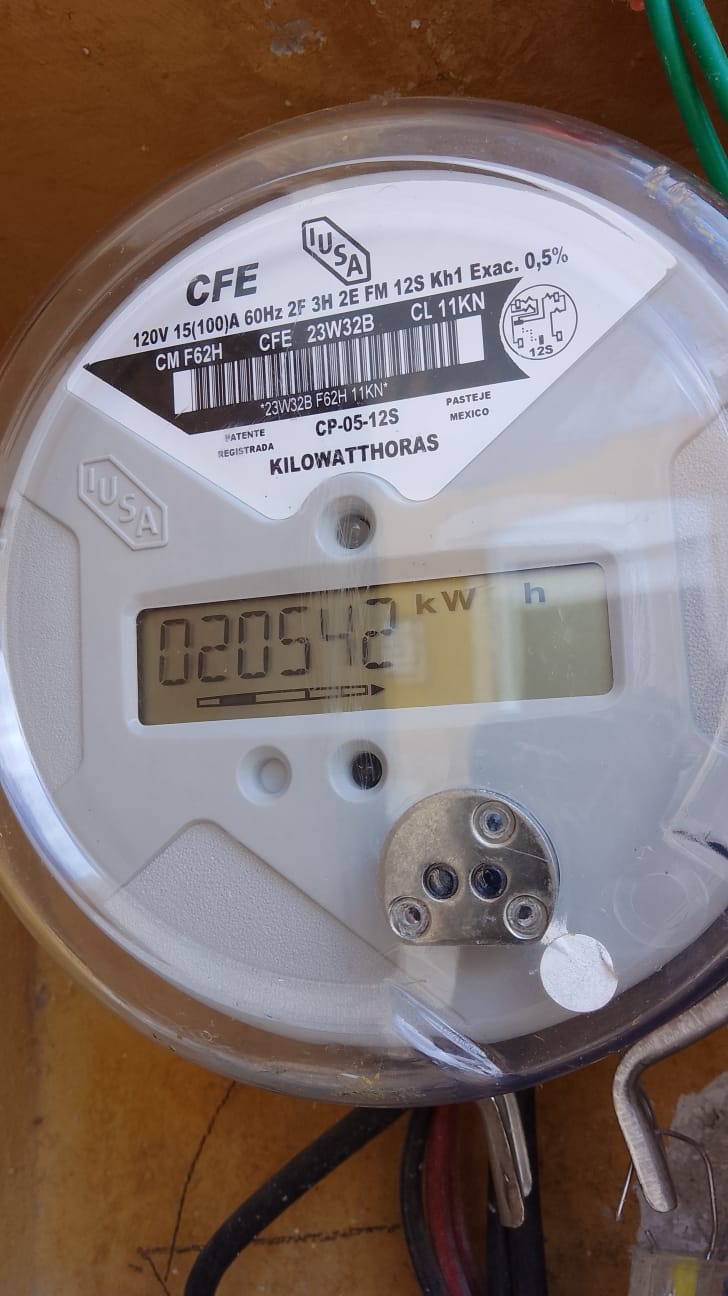 IUSA
CFE
120V 15(100)A 60Hz 2F 3H 2E FM 12S Kh1 Exac. 0,5%
CM F62H CFE 23W32B CL 11KN
12S
*23W32B F62H 11KN*
PATENTE REGISTRADA
CP-05-12S
PASTEJE MEXICO
KILOWATTHORAS
IUSA
020542 kW h